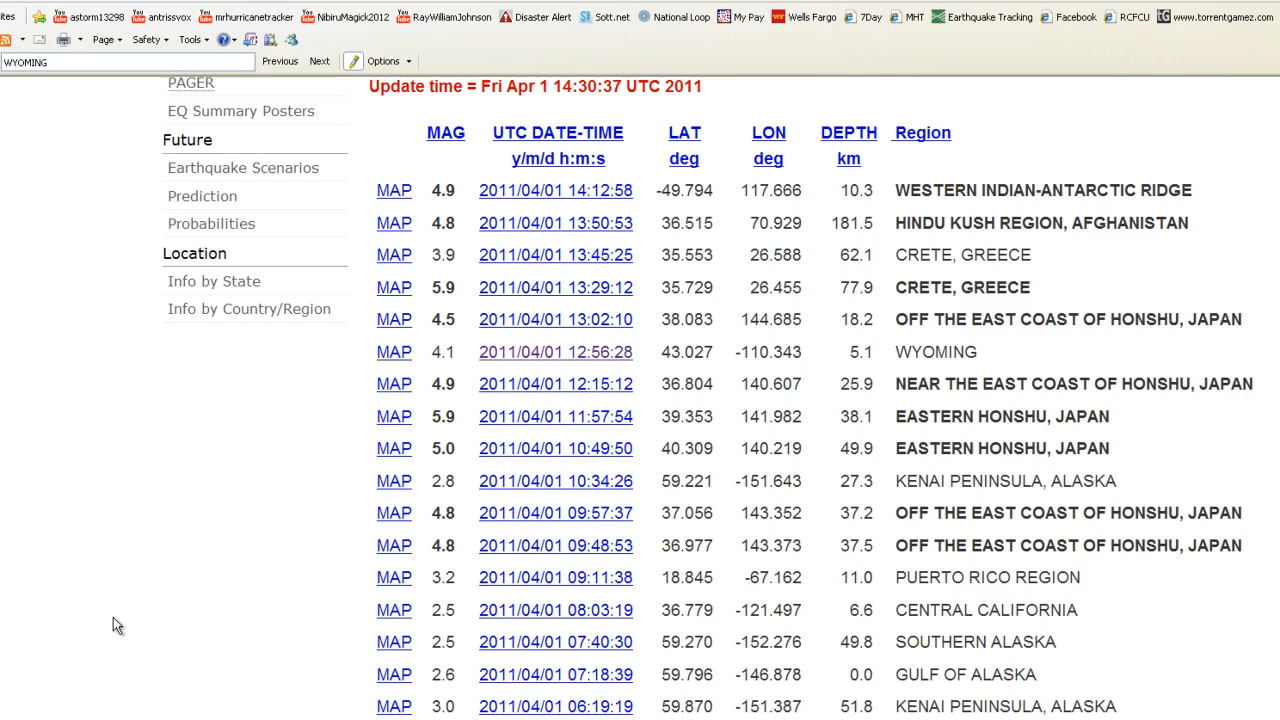 ites astorm13298 antrissvox mrhurricanetracker NibiruMagick2012 RayWilliamJohnson Disaster Alert Sott.net National Loop My Pay Wells Fargo 7Day MHT Earthquake Tracking Facebook RCFCU www.torrentgamez.com
Page Safety Tools
WYOMING Previous Next Options
PAGER
EQ Summary Posters
Future
Earthquake Scenarios
Prediction
Probabilities
Location
Info by State
Info by Country/Region
Update time = Fri Apr 1 14:30:37 UTC 2011
MAG UTC DATE-TIME LAT LON DEPTH Region
y/m/d h:m:s deg deg km
MAP 4.9 2011/04/01 14:12:58 -49.794 117.666 10.3 WESTERN INDIAN-ANTARCTIC RIDGE
MAP 4.8 2011/04/01 13:50:53 36.515 70.929 181.5 HINDU KUSH REGION, AFGHANISTAN
MAP 3.9 2011/04/01 13:45:25 35.553 26.588 62.1 CRETE, GREECE
MAP 5.9 2011/04/01 13:29:12 35.729 26.455 77.9 CRETE, GREECE
MAP 4.5 2011/04/01 13:02:10 38.083 144.685 18.2 OFF THE EAST COAST OF HONSHU, JAPAN
MAP 4.1 2011/04/01 12:56:28 43.027 -110.343 5.1 WYOMING
MAP 4.9 2011/04/01 12:15:12 36.804 140.607 25.9 NEAR THE EAST COAST OF HONSHU, JAPAN
MAP 5.9 2011/04/01 11:57:54 39.353 141.982 38.1 EASTERN HONSHU, JAPAN
MAP 5.0 2011/04/01 10:49:50 40.309 140.219 49.9 EASTERN HONSHU, JAPAN
MAP 2.8 2011/04/01 10:34:26 59.221 -151.643 27.3 KENAI PENINSULA, ALASKA
MAP 4.8 2011/04/01 09:57:37 37.056 143.352 37.2 OFF THE EAST COAST OF HONSHU, JAPAN
MAP 4.8 2011/04/01 09:48:53 36.977 143.373 37.5 OFF THE EAST COAST OF HONSHU, JAPAN
MAP 3.2 2011/04/01 09:11:38 18.845 -67.162 11.0 PUERTO RICO REGION
MAP 2.5 2011/04/01 08:03:19 36.779 -121.497 6.6 CENTRAL CALIFORNIA
MAP 2.5 2011/04/01 07:40:30 59.270 -152.276 49.8 SOUTHERN ALASKA
MAP 2.6 2011/04/01 07:18:39 59.796 -146.878 0.0 GULF OF ALASKA
MAP 3.0 2011/04/01 06:19:19 59.870 -151.387 51.8 KENAI PENINSULA, ALASKA